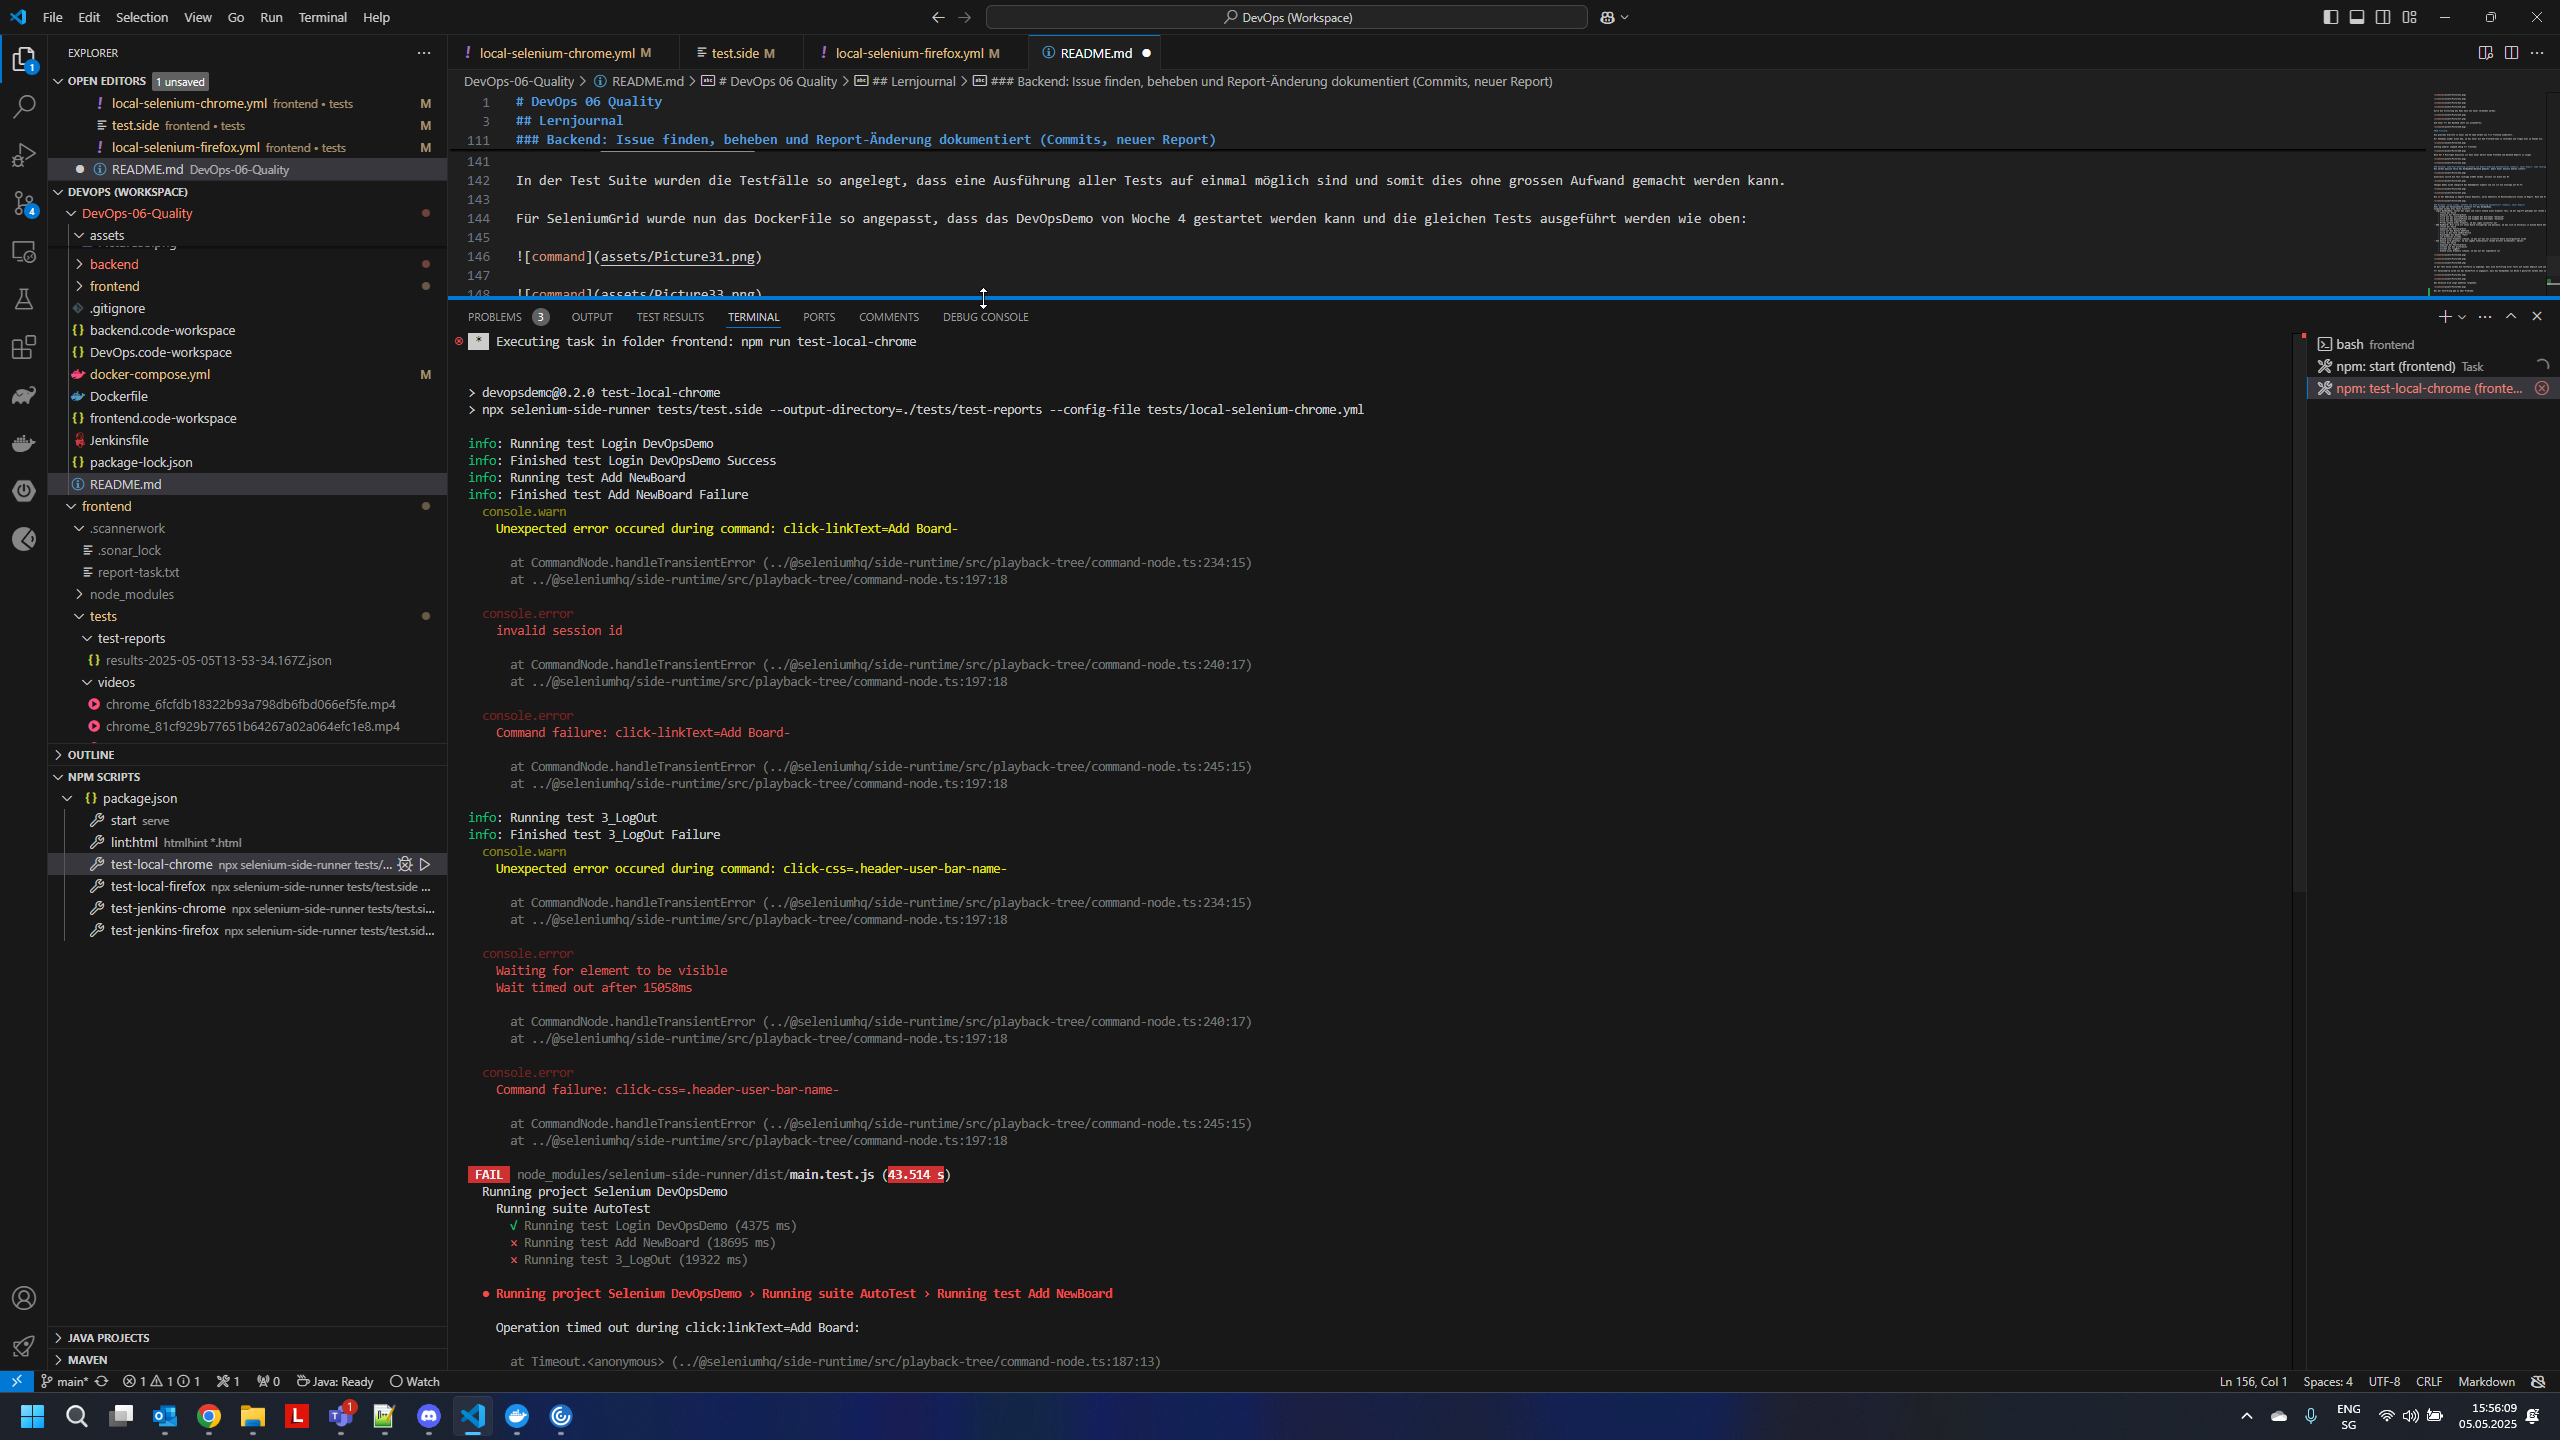 File Edit Selection View Go Run Terminal Help
DevOps (Workspace)
EXPLORER
OPEN EDITORS 1 unsaved
local-selenium-chrome.yml frontend • tests M
test.side frontend • tests M
local-selenium-firefox.yml frontend • tests M
README.md DevOps-06-Quality
DEVOPS (WORKSPACE)
DevOps-06-Quality
assets
backend
frontend
.gitignore
backend.code-workspace
DevOps.code-workspace
docker-compose.yml M
Dockerfile
frontend.code-workspace
Jenkinsfile
package-lock.json
README.md
frontend
.scannerwork
.sonar_lock
report-task.txt
node_modules
tests
test-reports
results-2025-05-05T13-53-34.167Z.json
videos
chrome_6fcfdb18322b93a798db6fbd066ef5fe.mp4
chrome_81cf929b77651b64267a02a064efc1e8.mp4
OUTLINE
NPM SCRIPTS
package.json
start serve
lint:html htmlhint *.html
test-local-chrome npx selenium-side-runner tests/...
test-local-firefox npx selenium-side-runner tests/test.side ...
test-jenkins-chrome npx selenium-side-runner tests/test.si...
test-jenkins-firefox npx selenium-side-runner tests/test.sid...
JAVA PROJECTS
MAVEN
local-selenium-chrome.yml M test.side M local-selenium-firefox.yml M README.md
DevOps-06-Quality > README.md > # DevOps 06 Quality > ## Lernjournal > ### Backend: Issue finden, beheben und Report-Änderung dokumentiert (Commits, neuer Report)
1 # DevOps 06 Quality
3 ## Lernjournal
111 ### Backend: Issue finden, beheben und Report-Änderung dokumentiert (Commits, neuer Report)
141
142 In der Test Suite wurden die Testfälle so angelegt, dass eine Ausführung aller Tests auf einmal möglich sind und somit dies ohne grossen Aufwand gemacht werden kann.
143
144 Für SeleniumGrid wurde nun das DockerFile so angepasst, dass das DevOpsDemo von Woche 4 gestartet werden kann und die gleichen Tests ausgeführt werden wie oben:
145
146 ![command](assets/Picture31.png)
147
148 ![command](assets/Picture33.png)
PROBLEMS 3 OUTPUT TEST RESULTS TERMINAL PORTS COMMENTS DEBUG CONSOLE
* Executing task in folder frontend: npm run test-local-chrome
> devopsdemo@0.2.0 test-local-chrome
> npx selenium-side-runner tests/test.side --output-directory=./tests/test-reports --config-file tests/local-selenium-chrome.yml
info: Running test Login DevOpsDemo
info: Finished test Login DevOpsDemo Success
info: Running test Add NewBoard
info: Finished test Add NewBoard Failure
console.warn
Unexpected error occured during command: click-linkText=Add Board-
at CommandNode.handleTransientError (../@seleniumhq/side-runtime/src/playback-tree/command-node.ts:234:15)
at ../@seleniumhq/side-runtime/src/playback-tree/command-node.ts:197:18
console.error
invalid session id
at CommandNode.handleTransientError (../@seleniumhq/side-runtime/src/playback-tree/command-node.ts:240:17)
at ../@seleniumhq/side-runtime/src/playback-tree/command-node.ts:197:18
console.error
Command failure: click-linkText=Add Board-
at CommandNode.handleTransientError (../@seleniumhq/side-runtime/src/playback-tree/command-node.ts:245:15)
at ../@seleniumhq/side-runtime/src/playback-tree/command-node.ts:197:18
info: Running test 3_LogOut
info: Finished test 3_LogOut Failure
console.warn
Unexpected error occured during command: click-css=.header-user-bar-name-
at CommandNode.handleTransientError (../@seleniumhq/side-runtime/src/playback-tree/command-node.ts:234:15)
at ../@seleniumhq/side-runtime/src/playback-tree/command-node.ts:197:18
console.error
Waiting for element to be visible
Wait timed out after 15058ms
at CommandNode.handleTransientError (../@seleniumhq/side-runtime/src/playback-tree/command-node.ts:240:17)
at ../@seleniumhq/side-runtime/src/playback-tree/command-node.ts:197:18
console.error
Command failure: click-css=.header-user-bar-name-
at CommandNode.handleTransientError (../@seleniumhq/side-runtime/src/playback-tree/command-node.ts:245:15)
at ../@seleniumhq/side-runtime/src/playback-tree/command-node.ts:197:18
FAIL node_modules/selenium-side-runner/dist/main.test.js (43.514 s)
Running project Selenium DevOpsDemo
Running suite AutoTest
√ Running test Login DevOpsDemo (4375 ms)
× Running test Add NewBoard (18695 ms)
× Running test 3_LogOut (19322 ms)
● Running project Selenium DevOpsDemo › Running suite AutoTest › Running test Add NewBoard
Operation timed out during click:linkText=Add Board:
at Timeout.<anonymous> (../@seleniumhq/side-runtime/src/playback-tree/command-node.ts:187:13)
bash frontend
npm: start (frontend) Task
npm: test-local-chrome (fronte...
main* 1 1 1 1 0 Java: Ready Watch
Ln 156, Col 1 Spaces: 4 UTF-8 CRLF Markdown
ENG
SG
15:56:09
05.05.2025